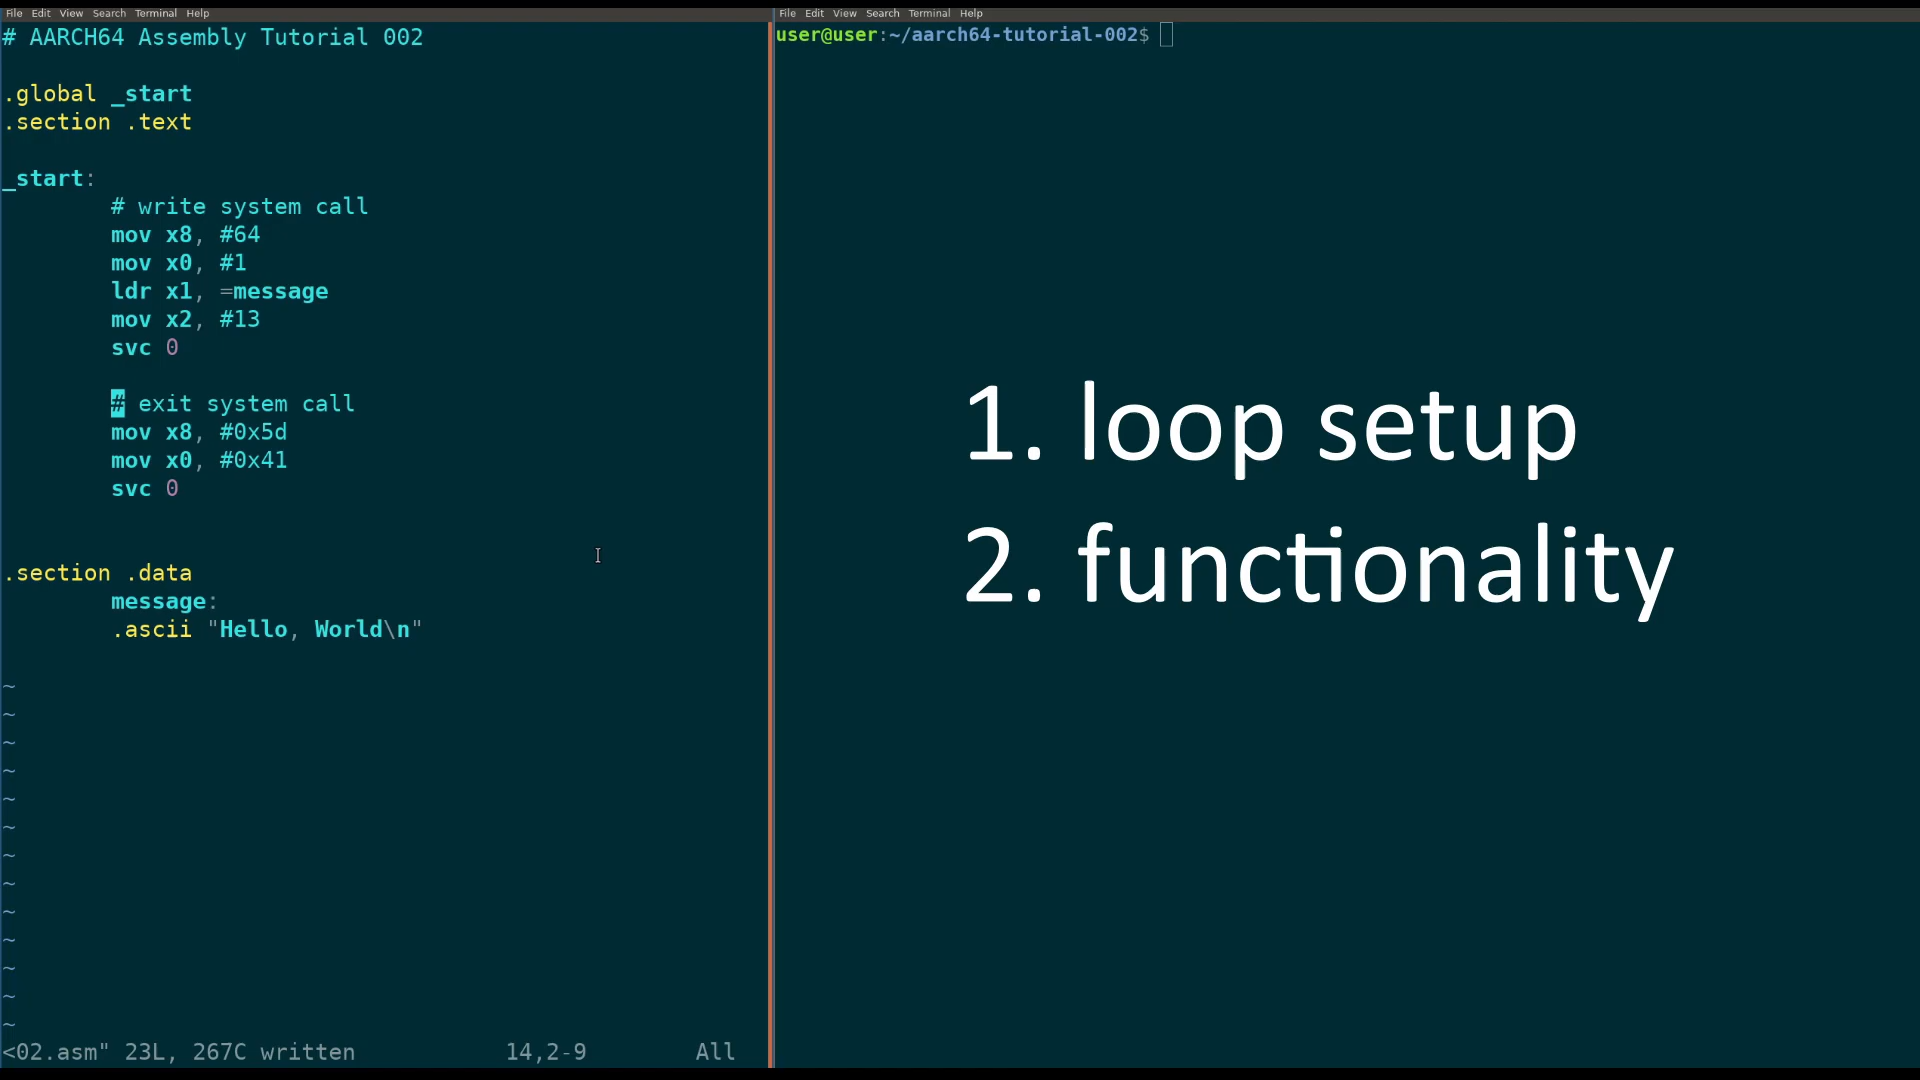 File Edit View Search Terminal Help
# AARCH64 Assembly Tutorial 002
.global _start
.section .text
_start:
# write system call
mov x8, #64
mov x0, #1
ldr x1, =message
mov x2, #13
svc 0
# exit system call
mov x8, #0x5d
mov x0, #0x41
svc 0
.section .data
message:
.ascii "Hello, World\n"
~
~
~
~
~
~
~
~
~
~
~
~
~
<02.asm" 23L, 267C written 14,2-9 All
File Edit View Search Terminal Help
user@user:~/aarch64-tutorial-002$
1. loop setup
2. functionality